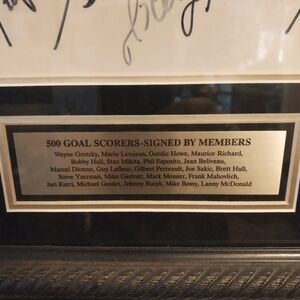 500 GOAL SCORERS-SIGNED BY MEMBERS
Wayne Gretzky, Mario Lemieux, Gordie Howe, Maurice Richard,
Bobby Hull, Stan Mikita, Phil Esposito, Jean Beliveau,
Marcel Dionne, Guy Lafleur, Gilbert Perreault, Joe Sakic, Brett Hull,
Steve Yzerman, Mike Gartner, Mark Messier, Frank Mahovlich,
Jari Kurri, Michael Goulet, Johnny Bucyk, Mike Bossy, Lanny McDonald